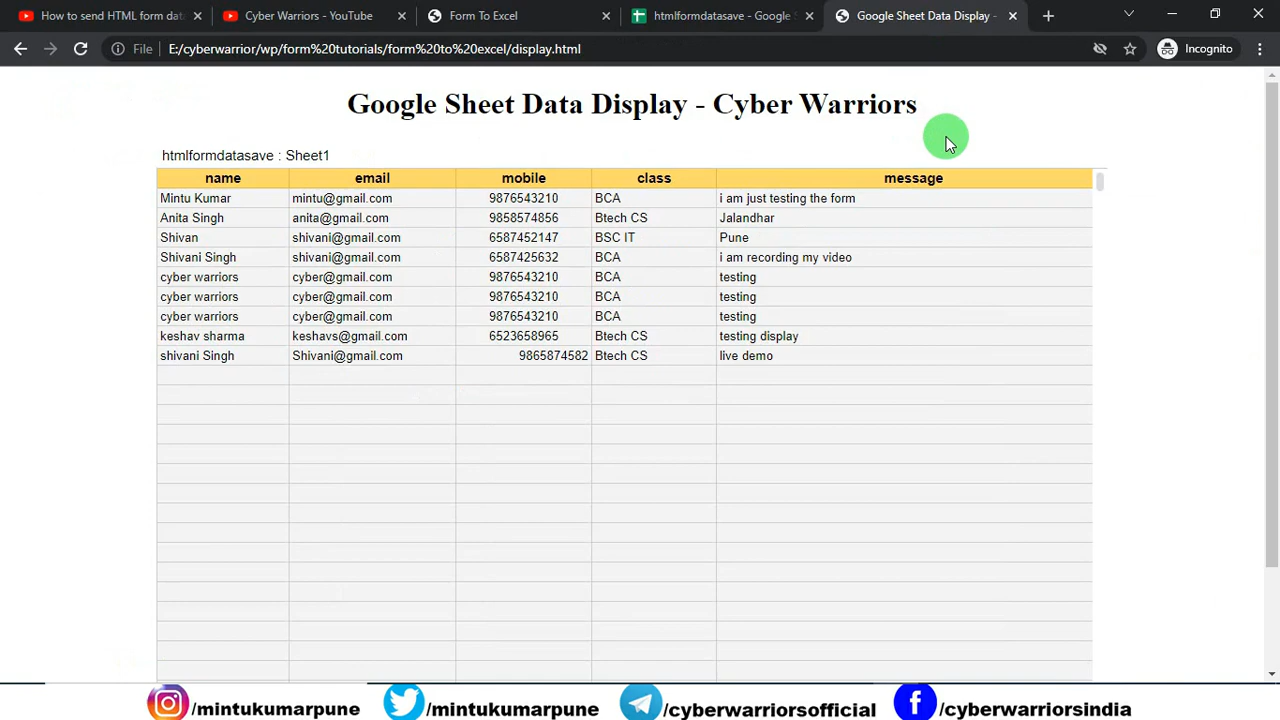 How to send HTML form dat
Cyber Warriors - YouTube
Form To Excel
htmlformdatasave - Google S
Google Sheet Data Display -
File E:/cyberwarrior/wp/form%20tutorials/form%20to%20excel/display.html
Incognito
Google Sheet Data Display - Cyber Warriors
htmlformdatasave : Sheet1
name email mobile class message
Mintu Kumar mintu@gmail.com 9876543210 BCA i am just testing the form
Anita Singh anita@gmail.com 9858574856 Btech CS Jalandhar
Shivan shivani@gmail.com 6587452147 BSC IT Pune
Shivani Singh shivani@gmail.com 6587425632 BCA i am recording my video
cyber warriors cyber@gmail.com 9876543210 BCA testing
cyber warriors cyber@gmail.com 9876543210 BCA testing
cyber warriors cyber@gmail.com 9876543210 BCA testing
keshav sharma keshavs@gmail.com 6523658965 Btech CS testing display
shivani Singh Shivani@gmail.com 9865874582 Btech CS live demo
/mintukumarpune /mintukumarpune /cyberwarriorsofficial /cyberwarriorsindia